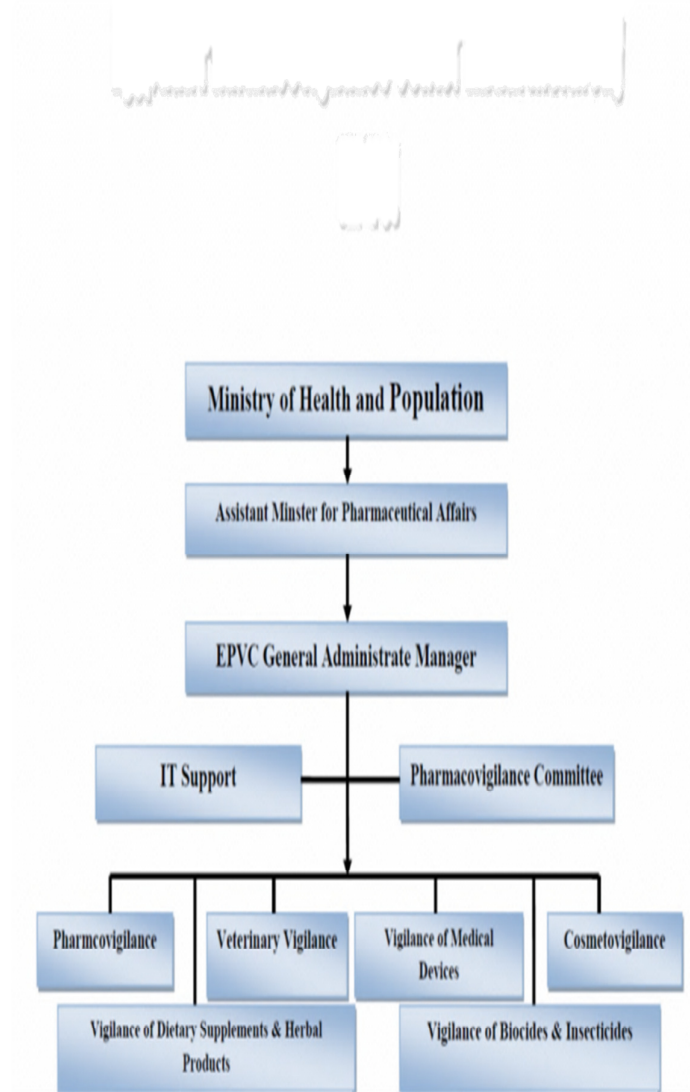 Ministry of Health and Population
Assistant Minster for Pharmaceutical Affairs
EPVC General Administrate Manager
IT Support
Pharmacovigilance Committee
Pharmcovigilance
Veterinary Vigilance
Vigilance of Medical
Devices
Cosmetovigilance
Vigilance of Dietary Supplements & Herbal
Products
Vigilance of Biocides & Insecticides